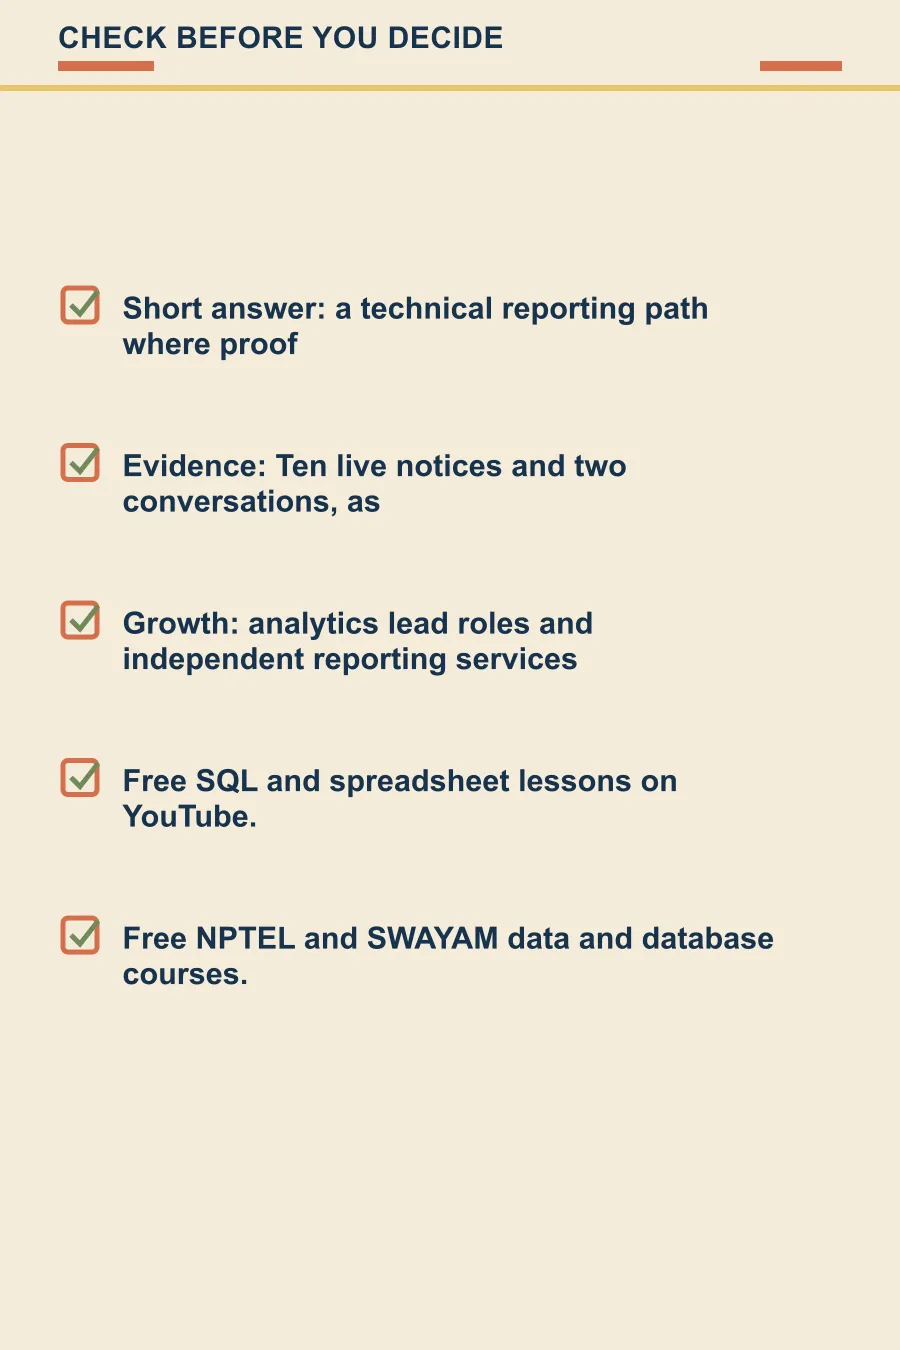 CHECK BEFORE YOU DECIDE
Short answer: a technical reporting path
where proof
Evidence: Ten live notices and two
conversations, as
Growth: analytics lead roles and
independent reporting services
Free SQL and spreadsheet lessons on
YouTube.
Free NPTEL and SWAYAM data and database
courses.